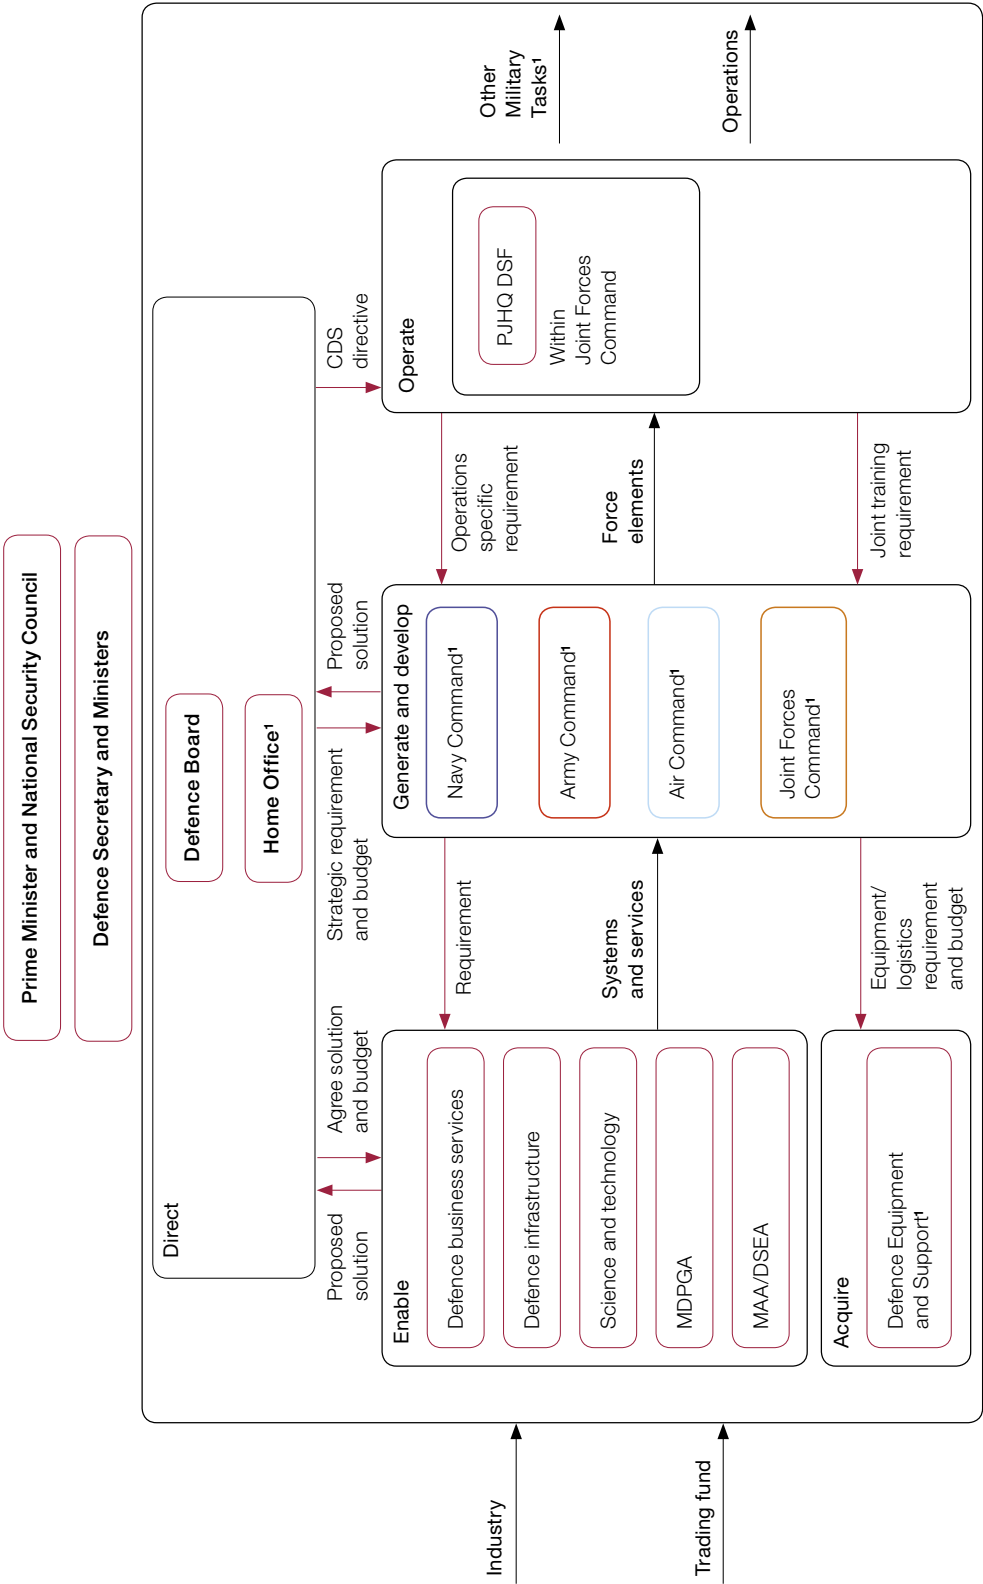 Prime Minister and National Security Council
Defence Secretary and Ministers
Direct
Defence Board
Home Office¹
Proposed
solution
Agree solution
and budget
Strategic requirement
and budget
Proposed
solution
CDS
directive
Enable
Defence business services
Defence infrastructure
Science and technology
MDPGA
MAA/DSEA
Acquire
Defence Equipment
and Support¹
Requirement
Systems
and services
Equipment/
logistics
requirement
and budget
Generate and develop
Navy Command¹
Army Command¹
Air Command¹
Joint Forces
Command¹
Operations
specific
requirement
Force
elements
Joint training
requirement
Operate
PJHQ DSF
Within
Joint Forces
Command
Other
Military
Tasks¹
Operations
Industry
Trading fund